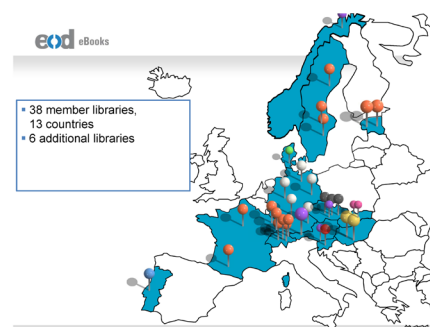 eod eBooks
38 member libraries,
13 countries
6 additional libraries